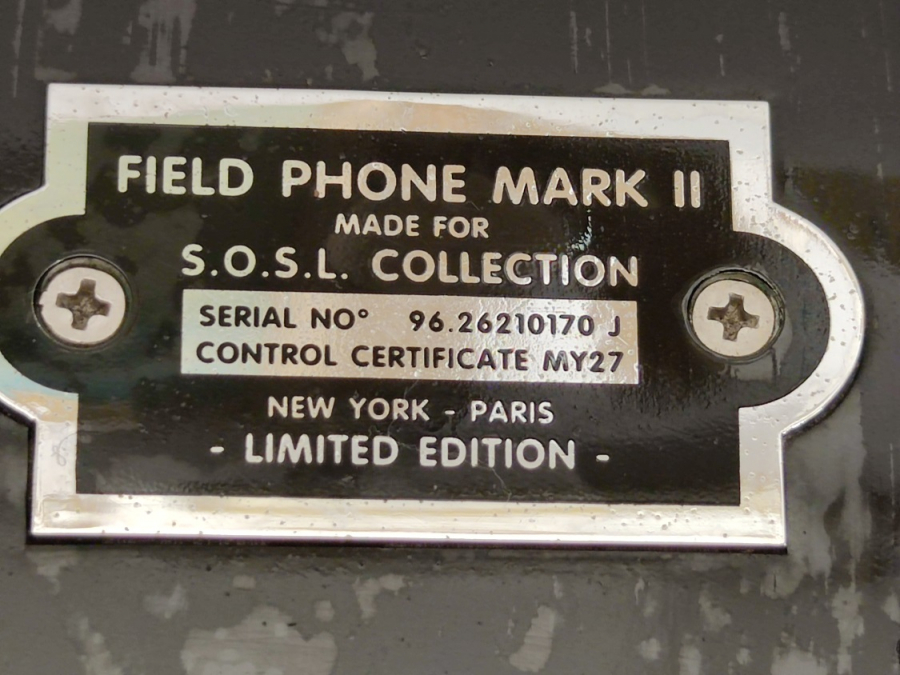 FIELD PHONE MARK II
MADE FOR
S.O.S.L. COLLECTION
SERIAL NO° 96.26210170 J
CONTROL CERTIFICATE MY27
NEW YORK - PARIS
- LIMITED EDITION -